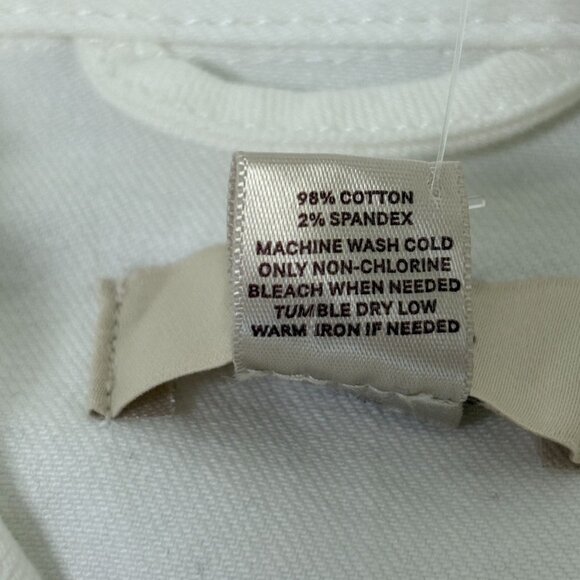 98% COTTON
2% SPANDEX
MACHINE WASH COLD
ONLY NON-CHLORINE
BLEACH WHEN NEEDED
TUMBLE DRY LOW
WARM IRON IF NEEDED